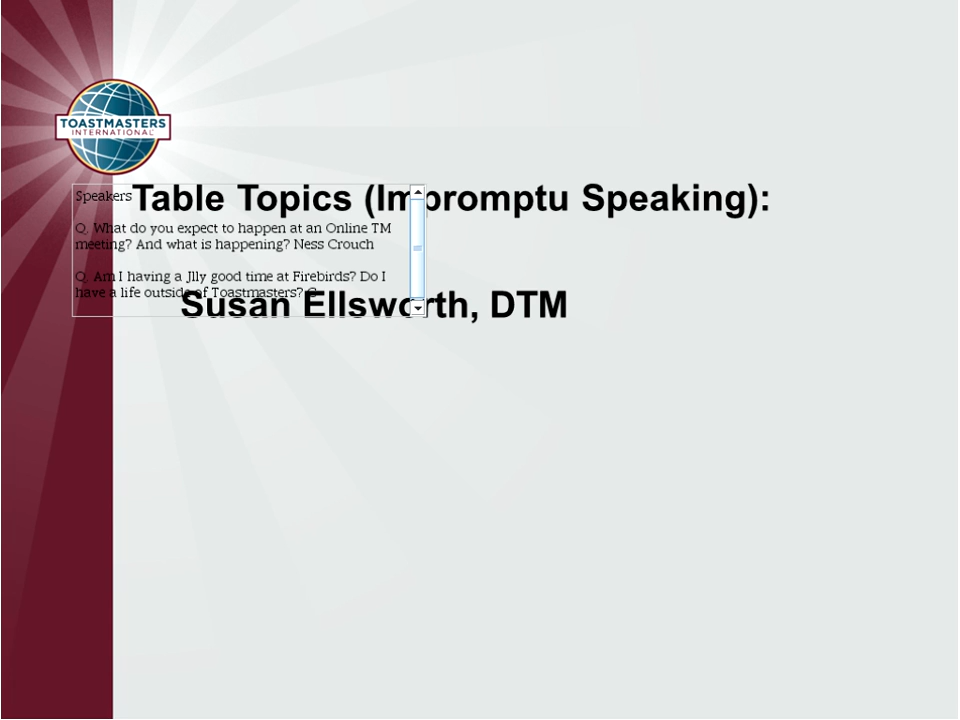 TOASTMASTERS
INTERNATIONAL
Table Topics (Impromptu Speaking):
Susan Ellsworth, DTM
Speakers
Q. What do you expect to happen at an Online TM
meeting? And what is happening? Ness Crouch
Q. Am I having a Jlly good time at Firebirds? Do I
have a life outside of Toastmasters? C